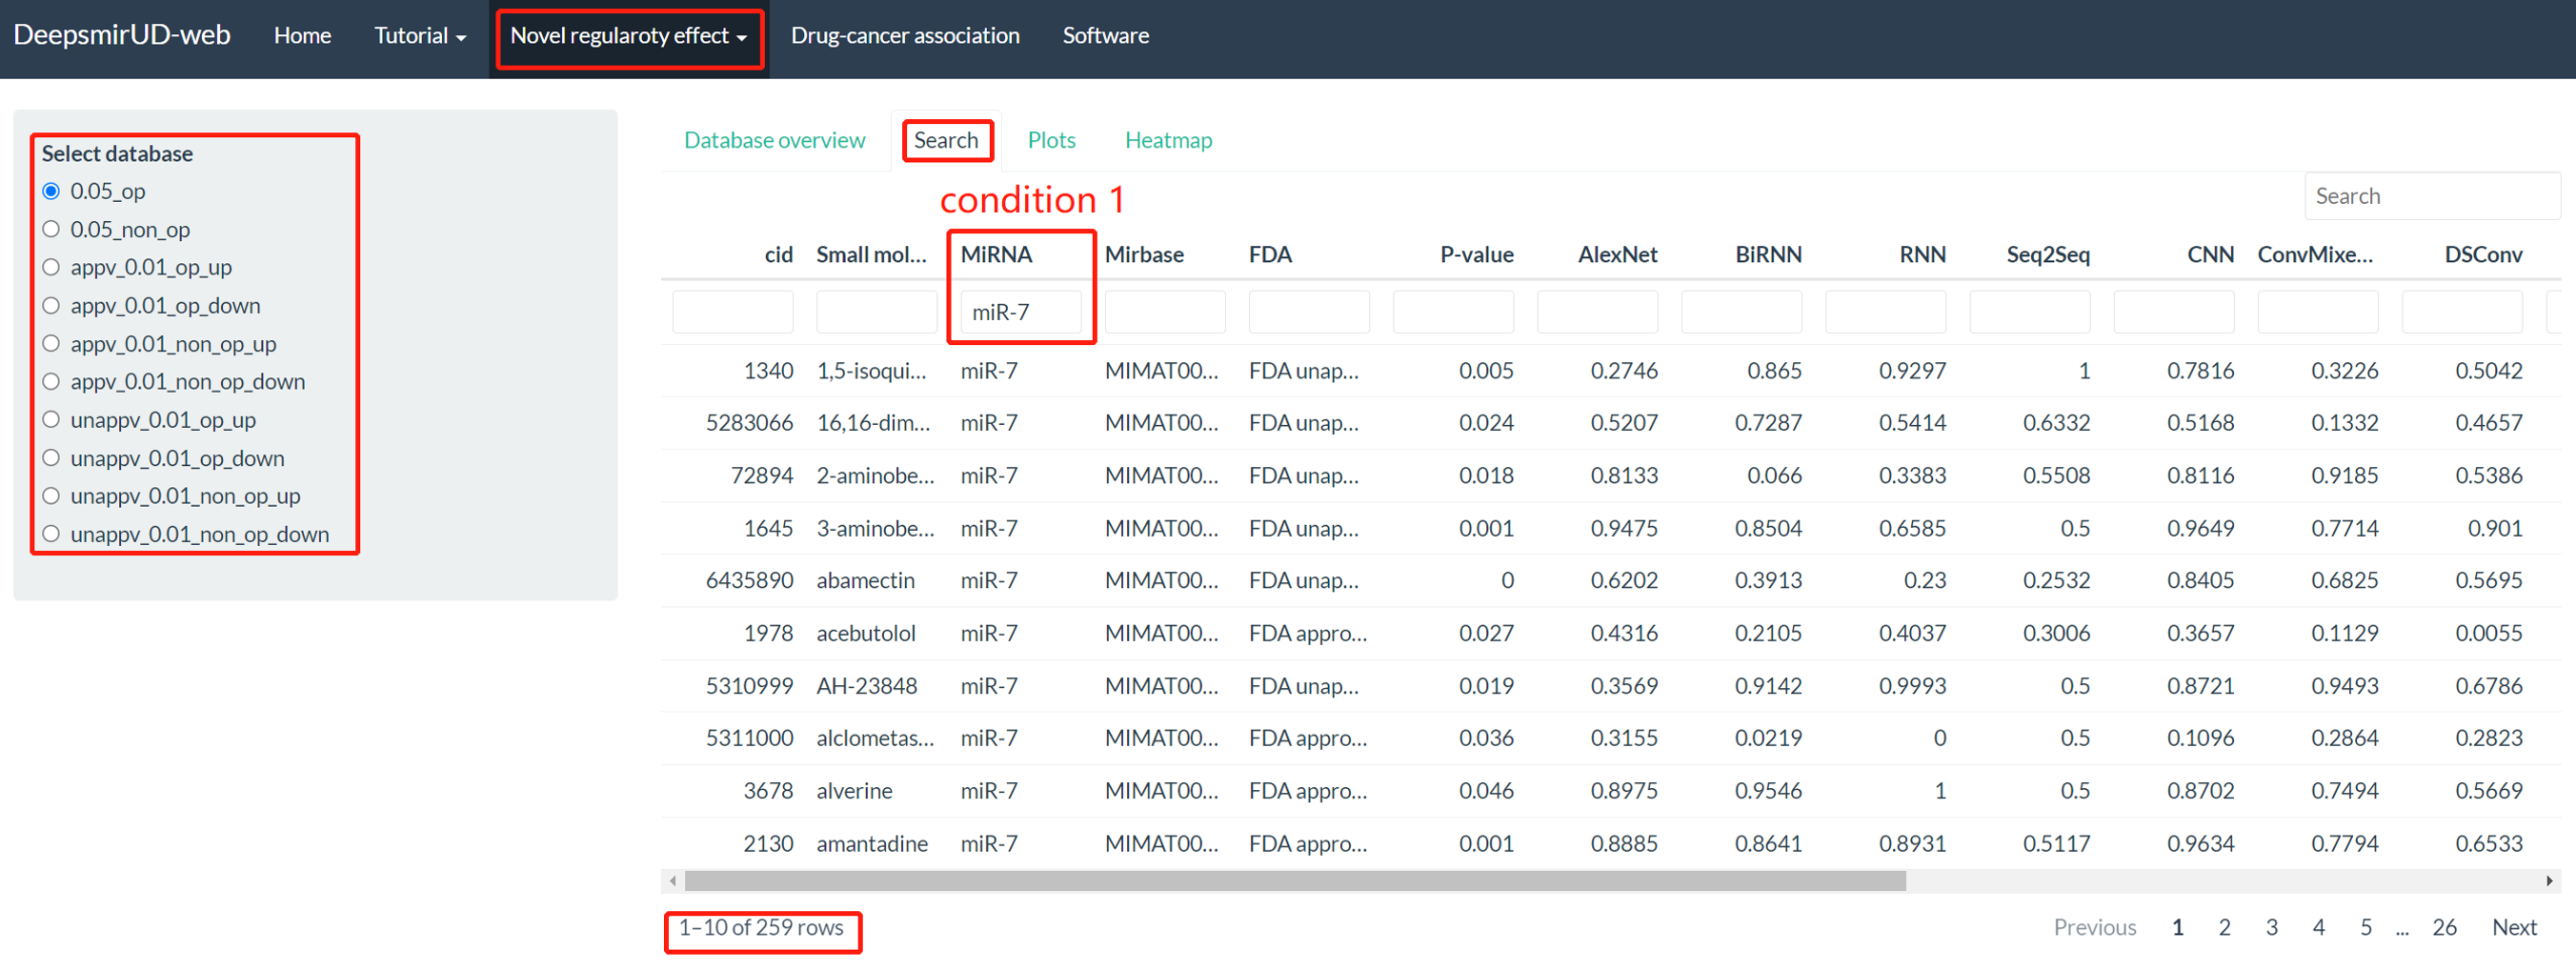 DeepsmirUD-web Home Tutorial Novel regularoty effect Drug-cancer association Software
Select database
0.05_op
0.05_non_op
appv_0.01_op_up
appv_0.01_op_down
appv_0.01_non_op_up
appv_0.01_non_op_down
unappv_0.01_op_up
unappv_0.01_op_down
unappv_0.01_non_op_up
unappv_0.01_non_op_down
Database overview Search Plots Heatmap
condition 1
Search
cid Small mol... MiRNA Mirbase FDA P-value AlexNet BiRNN RNN Seq2Seq CNN ConvMixe... DSConv
miR-7
1340 1,5-isoqui... miR-7 MIMAT00... FDA unap... 0.005 0.2746 0.865 0.9297 1 0.7816 0.3226 0.5042
5283066 16,16-dim... miR-7 MIMAT00... FDA unap... 0.024 0.5207 0.7287 0.5414 0.6332 0.5168 0.1332 0.4657
72894 2-aminobe... miR-7 MIMAT00... FDA unap... 0.018 0.8133 0.066 0.3383 0.5508 0.8116 0.9185 0.5386
1645 3-aminobe... miR-7 MIMAT00... FDA unap... 0.001 0.9475 0.8504 0.6585 0.5 0.9649 0.7714 0.901
6435890 abamectin miR-7 MIMAT00... FDA unap... 0 0.6202 0.3913 0.23 0.2532 0.8405 0.6825 0.5695
1978 acebutolol miR-7 MIMAT00... FDA appro... 0.027 0.4316 0.2105 0.4037 0.3006 0.3657 0.1129 0.0055
5310999 AH-23848 miR-7 MIMAT00... FDA unap... 0.019 0.3569 0.9142 0.9993 0.5 0.8721 0.9493 0.6786
5311000 alclometas... miR-7 MIMAT00... FDA appro... 0.036 0.3155 0.0219 0 0.5 0.1096 0.2864 0.2823
3678 alverine miR-7 MIMAT00... FDA appro... 0.046 0.8975 0.9546 1 0.5 0.8702 0.7494 0.5669
2130 amantadine miR-7 MIMAT00... FDA appro... 0.001 0.8885 0.8641 0.8931 0.5117 0.9634 0.7794 0.6533
1–10 of 259 rows Previous 1 2 3 4 5 ... 26 Next